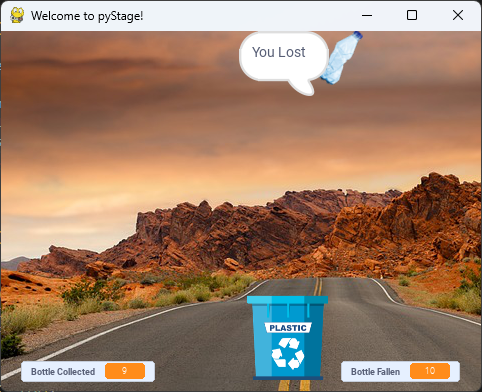 Welcome to pyStage!
You Lost
PLASTIC
Bottle Collected 9
Bottle Fallen 10